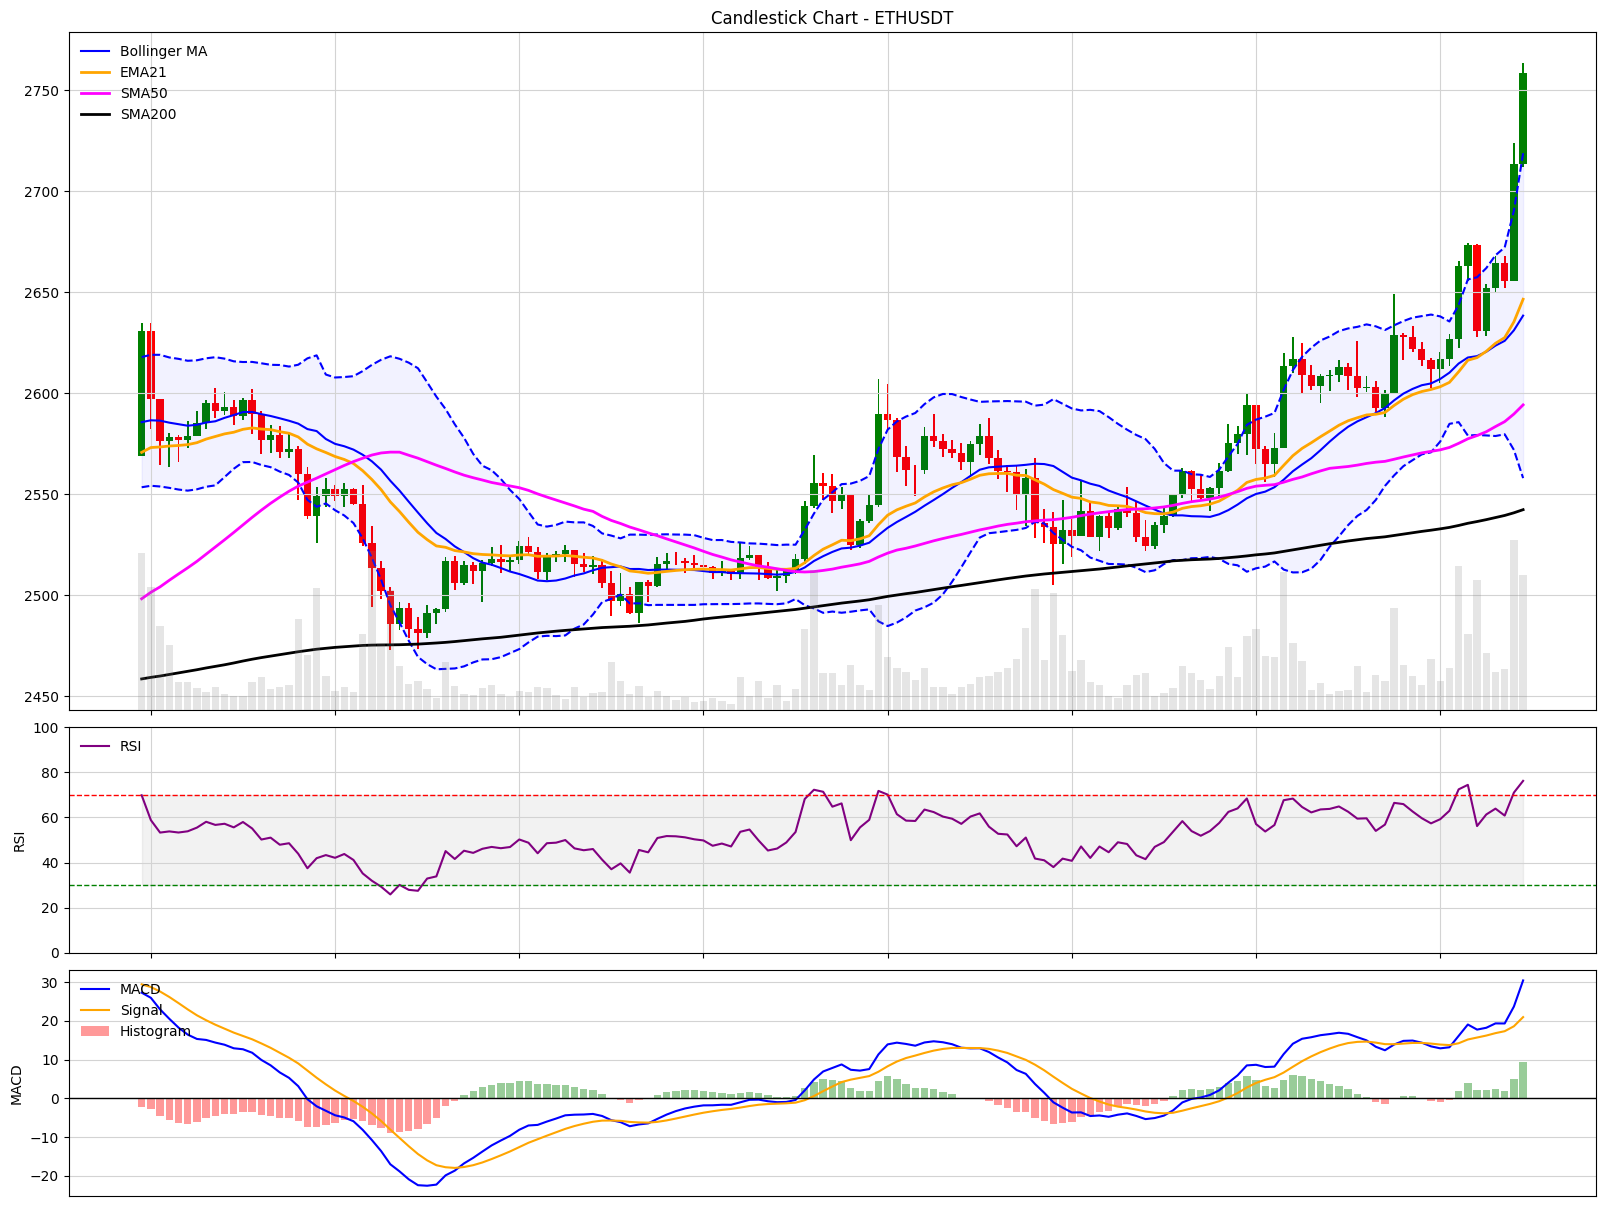 Candlestick Chart - ETHUSDT
Bollinger MA
EMA21
SMA50
SMA200
2750
2700
2650
2600
2550
2500
2450
RSI
RSI
100
80
60
40
20
0
MACD
Signal
Histogram
MACD
30
20
10
0
−10
−20